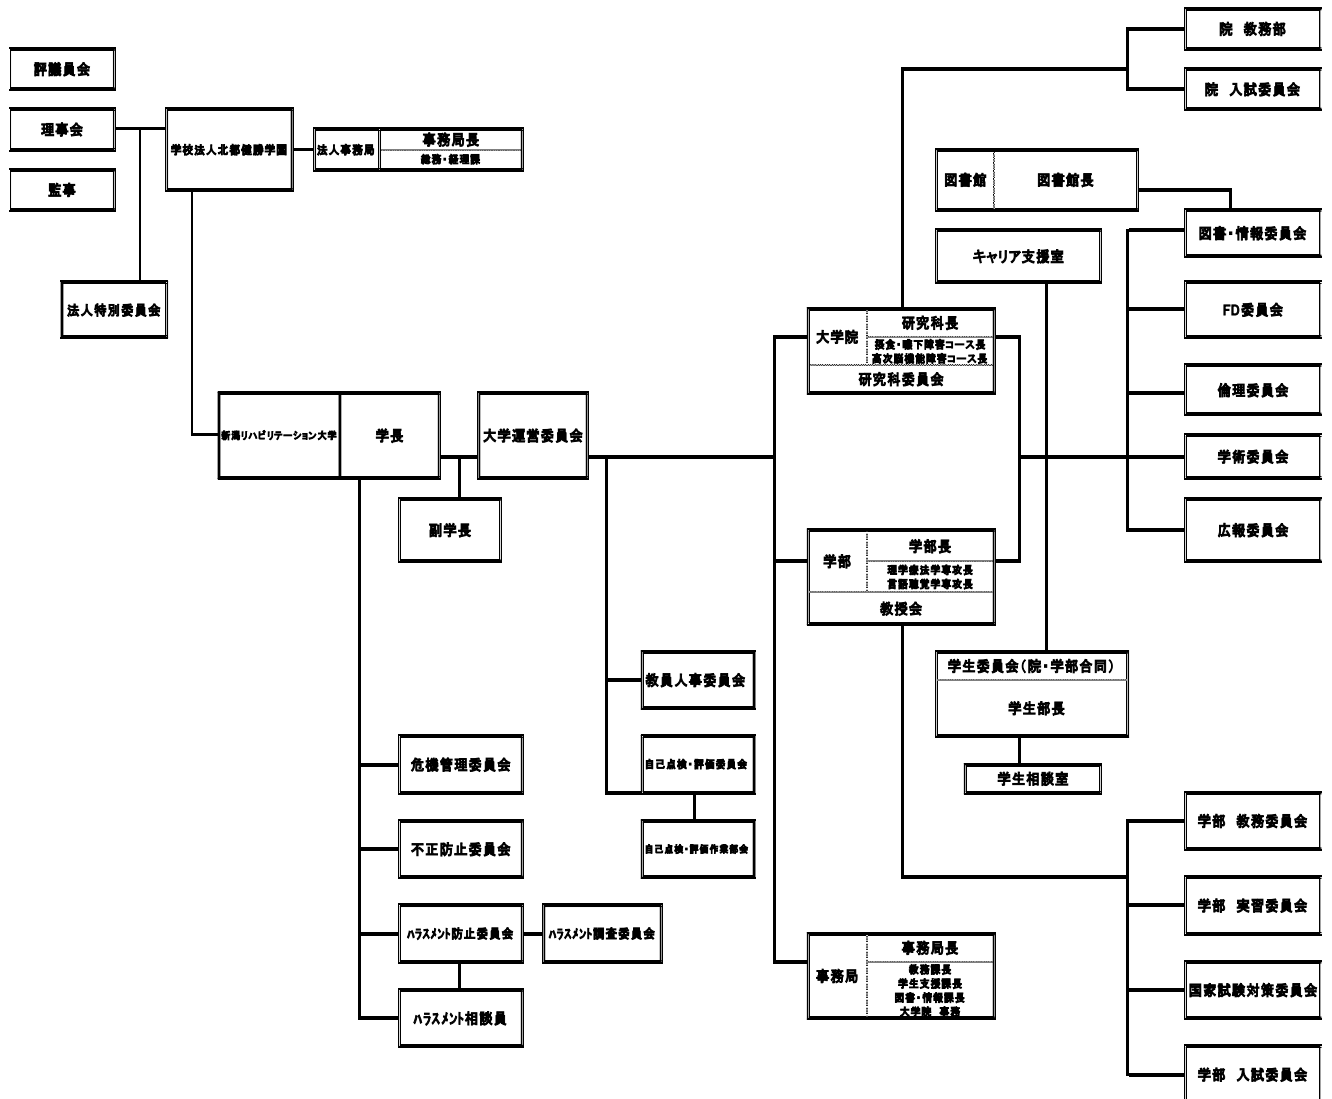 評議員会
理事会
監事
学校法人北都健勝学園
法人事務局
事務局長
総務・経理課
法人特別委員会
新潟リハビリテーション大学
学長
大学運営委員会
副学長
危機管理委員会
不正防止委員会
ハラスメント防止委員会
ハラスメント調査委員会
ハラスメント相談員
教員人事委員会
自己点検・評価委員会
自己点検・評価作業部会
大学院
研究科長
摂食・嚥下障害コース長
高次脳機能障害コース長
研究科委員会
学部
学部長
理学療法学専攻長
言語聴覚学専攻長
教授会
事務局
事務局長
教務課長
学生支援課長
図書・情報課長
大学院 事務
院 教務部
院 入試委員会
図書館
図書館長
キャリア支援室
図書・情報委員会
FD委員会
倫理委員会
学術委員会
広報委員会
学生委員会(院・学部合同)
学生部長
学生相談室
学部 教務委員会
学部 実習委員会
国家試験対策委員会
学部 入試委員会